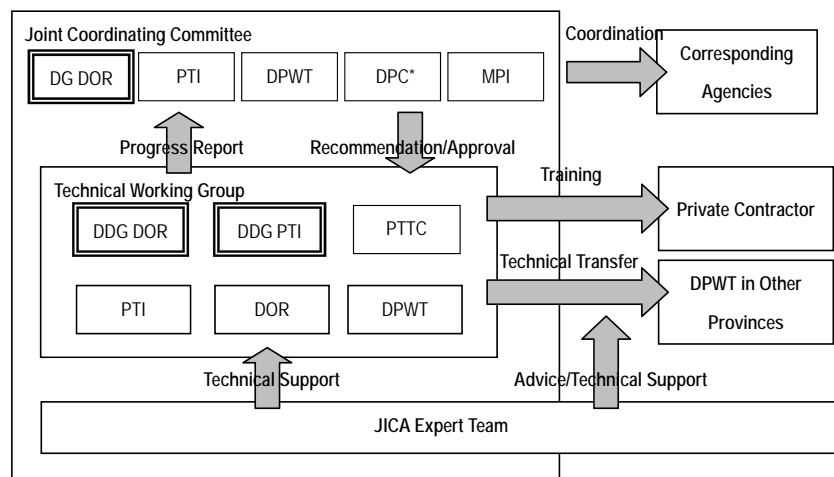 Joint Coordinating Committee
DG DOR
PTI
DPWT
DPC*
MPI
Coordination
Corresponding
Agencies
Progress Report
Recommendation/Approval
Technical Working Group
DDG DOR
DDG PTI
PTTC
PTI
DOR
DPWT
Training
Private Contractor
Technical Transfer
DPWT in Other
Provinces
Technical Support
Advice/Technical Support
JICA Expert Team